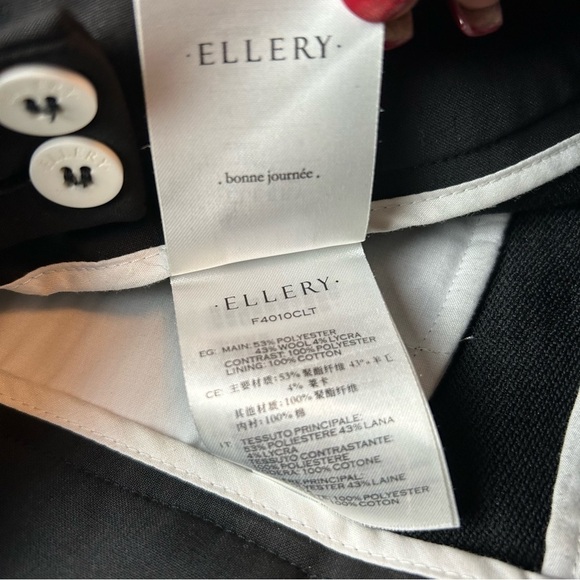 ·ELLERY·
ELLERY
. bonne journée .
·ELLERY·
F4010CLT
EG: MAIN: 53% POLYESTER
43% WOOL 4% LYCRA
CONTRAST: 100% POLYESTER
LINING: 100% COTTON
CE: 主要材质:53% 聚酯纤维 43% 羊毛
4% 莱卡
其他材质:100% 聚酯纤维
内衬:100% 棉
IT: TESSUTO PRINCIPALE:
53% POLIESTERE 43% LANA
4% LYCRA
TESSUTO CONTRASTANTE:
100% POLIESTERE
100% COTONE
43% LAINE
100% POLYESTER
100% COTON